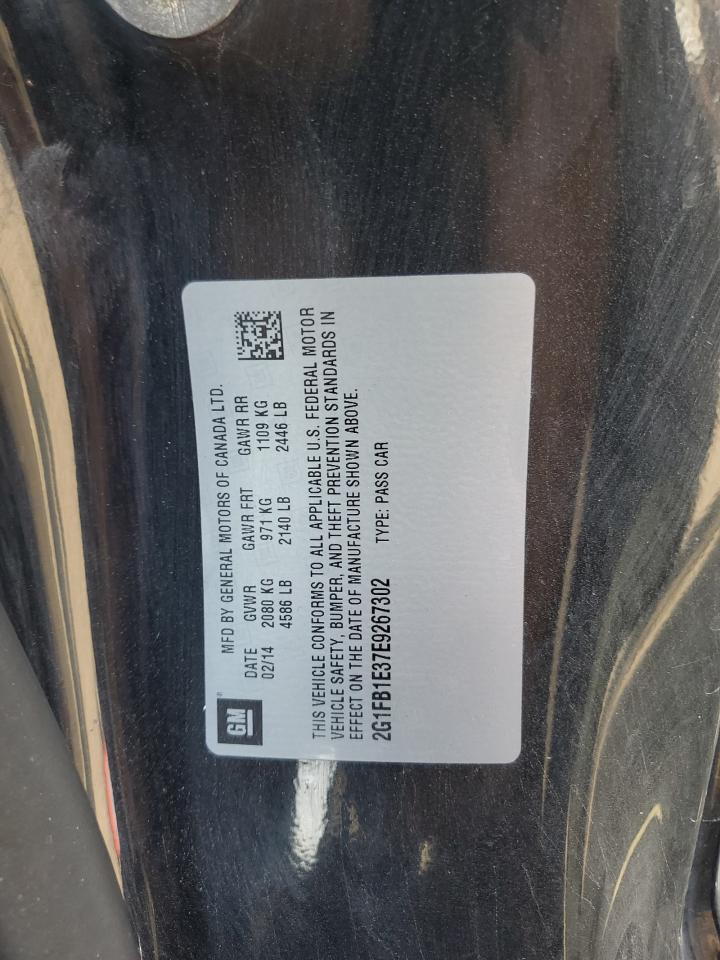 GM
MFD BY GENERAL MOTORS OF CANADA LTD.
DATE GVWR GAWR FRT GAWR RR
02/14 2080 KG 971 KG 1109 KG
4586 LB 2140 LB 2446 LB
THIS VEHICLE CONFORMS TO ALL APPLICABLE U.S. FEDERAL MOTOR
VEHICLE SAFETY, BUMPER, AND THEFT PREVENTION STANDARDS IN
EFFECT ON THE DATE OF MANUFACTURE SHOWN ABOVE.
2G1FB1E37E9267302 TYPE: PASS CAR